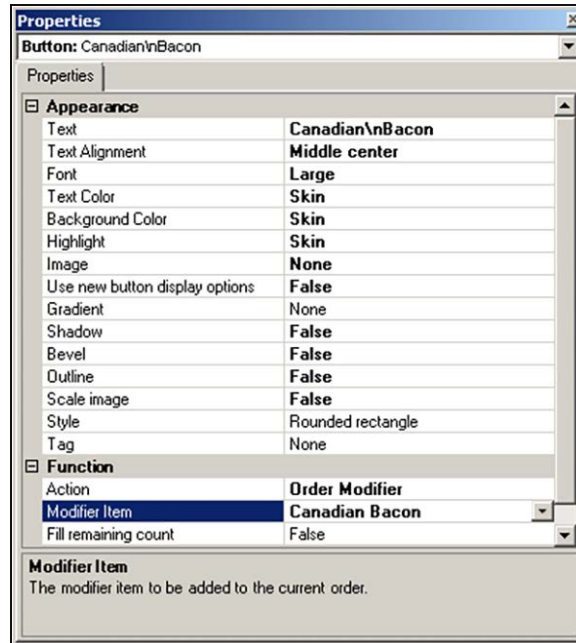 Properties
Button: Canadian\nBacon
Properties
Appearance
Text Canadian\nBacon
Text Alignment Middle center
Font Large
Text Color Skin
Background Color Skin
Highlight Skin
Image None
Use new button display options False
Gradient None
Shadow False
Bevel False
Outline False
Scale image False
Style Rounded rectangle
Tag None
Function
Action Order Modifier
Modifier Item Canadian Bacon
Fill remaining count False
Modifier Item
The modifier item to be added to the current order.